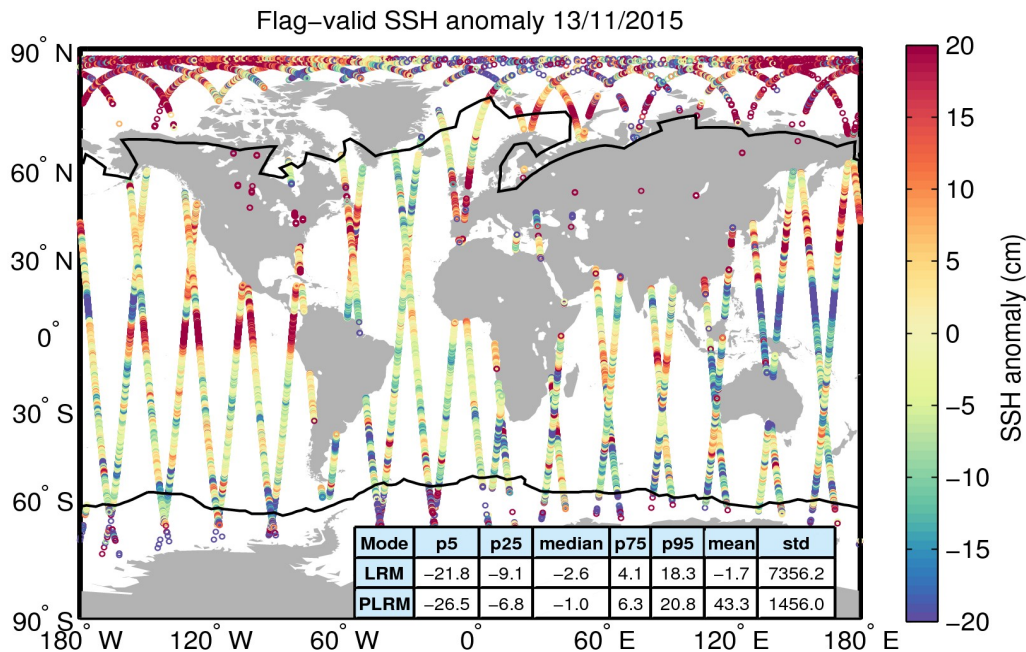 Flag−valid SSH anomaly 13/11/2015
90° N
60° N
30° N
0°
30° S
60° S
90° S
180° W
120° W
60° W
0°
60° E
120° E
180° E
Mode p5 p25 median p75 p95 mean std
LRM −21.8 −9.1 −2.6 4.1 18.3 −1.7 7356.2
PLRM −26.5 −6.8 −1.0 6.3 20.8 43.3 1456.0
20
15
10
5
0
−5
−10
−15
−20
SSH anomaly (cm)